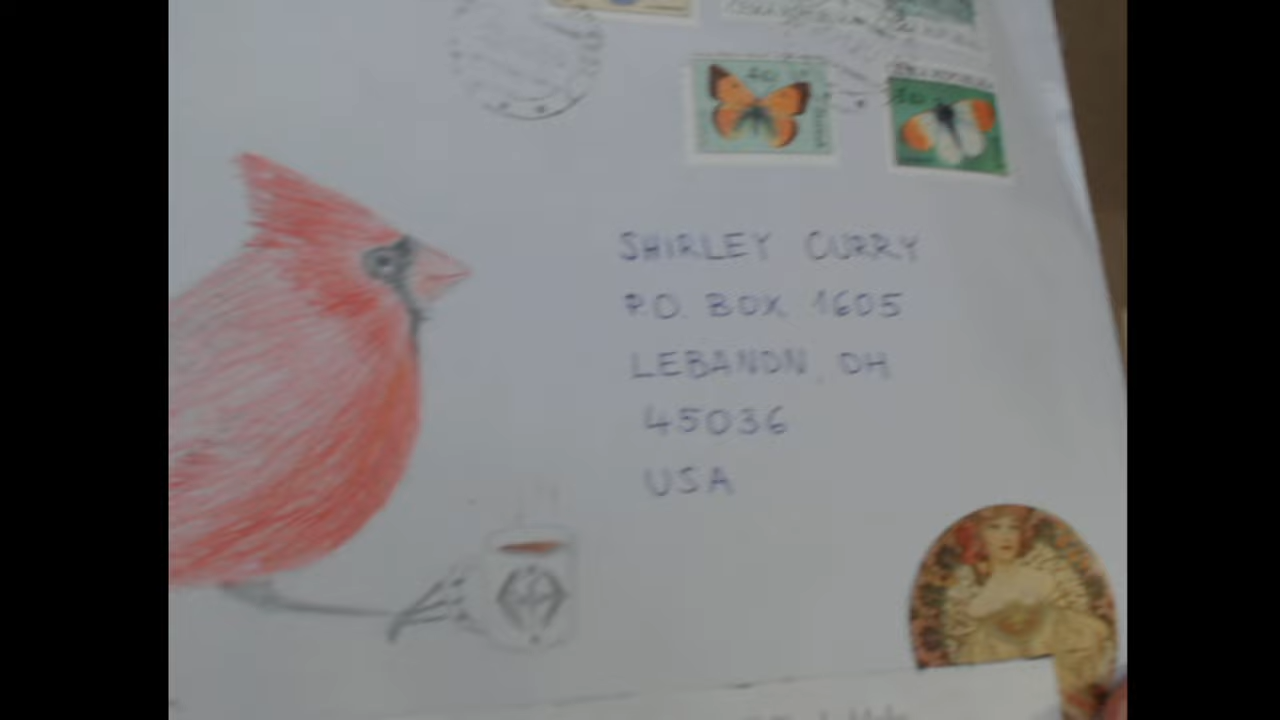 SHIRLEY CURRY
P.O. BOX 1605
LEBANON, OH
45036
USA